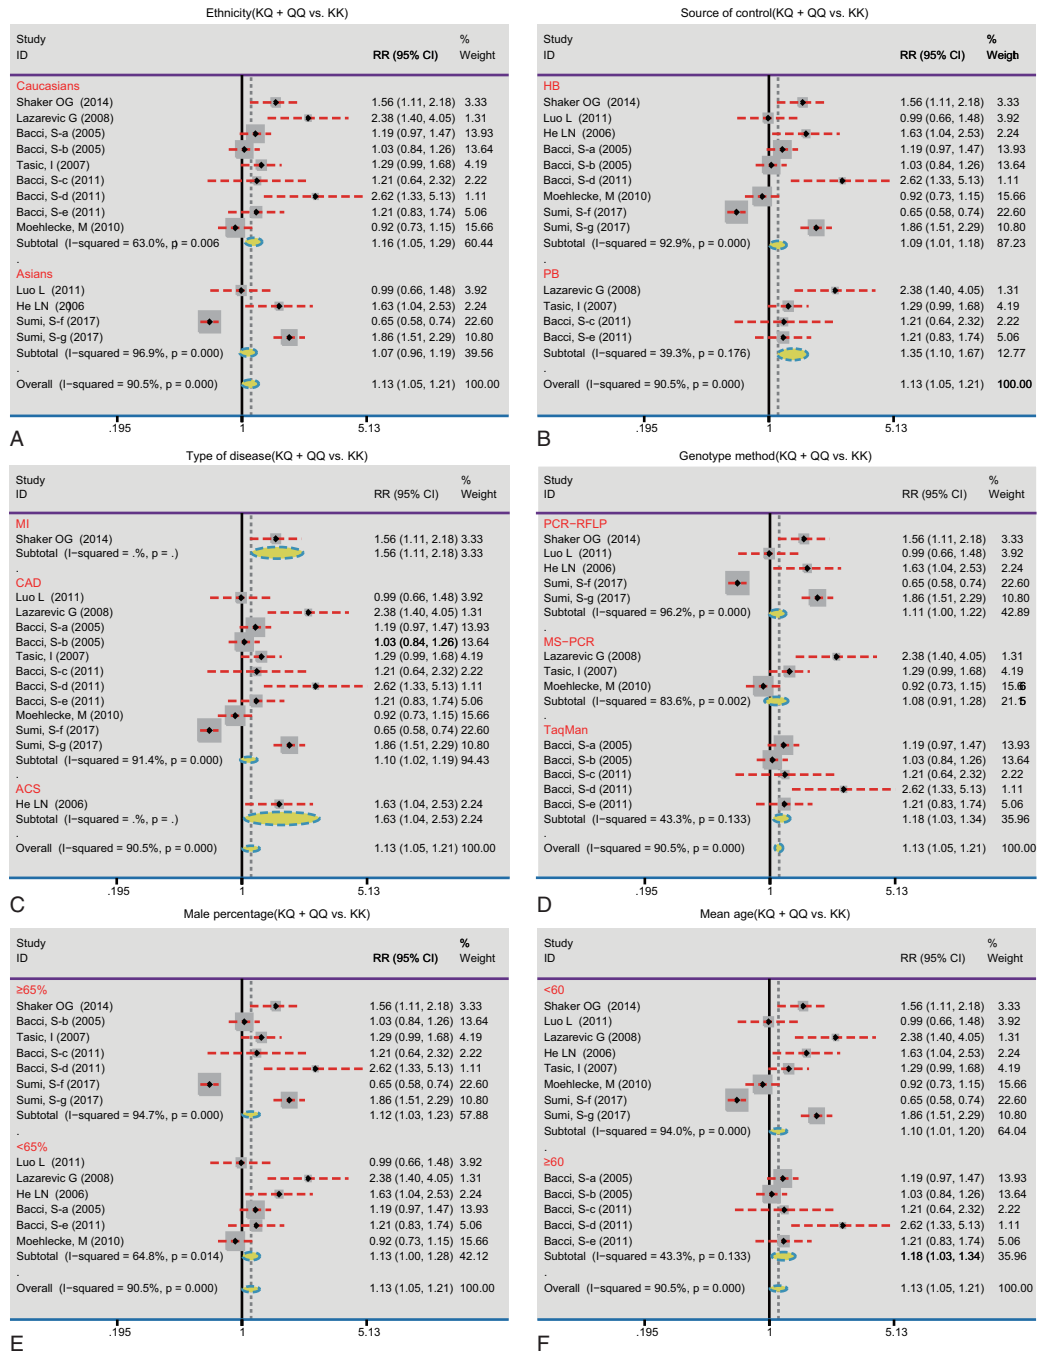 Ethnicity(KQ + QQ vs. KK)
Study %
ID RR (95% CI) Weight
Caucasians
Shaker OG (2014) 1.56 (1.11, 2.18) 3.33
Lazarevic G (2008) 2.38 (1.40, 4.05) 1.31
Bacci, S-a (2005) 1.19 (0.97, 1.47) 13.93
Bacci, S-b (2005) 1.03 (0.84, 1.26) 13.64
Tasic, I (2007) 1.29 (0.99, 1.68) 4.19
Bacci, S-c (2011) 1.21 (0.64, 2.32) 2.22
Bacci, S-d (2011) 2.62 (1.33, 5.13) 1.11
Bacci, S-e (2011) 1.21 (0.83, 1.74) 5.06
Moehlecke, M (2010) 0.92 (0.73, 1.15) 15.66
Subtotal (I-squared = 63.0%, p = 0.006 1.16 (1.05, 1.29) 60.44
.
Asians
Luo L (2011) 0.99 (0.66, 1.48) 3.92
He LN (2006 1.63 (1.04, 2.53) 2.24
Sumi, S-f (2017) 0.65 (0.58, 0.74) 22.60
Sumi, S-g (2017) 1.86 (1.51, 2.29) 10.80
Subtotal (I-squared = 96.9%, p = 0.000) 1.07 (0.96, 1.19) 39.56
.
Overall (I-squared = 90.5%, p = 0.000) 1.13 (1.05, 1.21) 100.00
.195 1 5.13
A
Source of control(KQ + QQ vs. KK)
Study %
ID RR (95% CI) Weigh
HB
Shaker OG (2014) 1.56 (1.11, 2.18) 3.33
Luo L (2011) 0.99 (0.66, 1.48) 3.92
He LN (2006) 1.63 (1.04, 2.53) 2.24
Bacci, S-a (2005) 1.19 (0.97, 1.47) 13.93
Bacci, S-b (2005) 1.03 (0.84, 1.26) 13.64
Bacci, S-d (2011) 2.62 (1.33, 5.13) 1.11
Moehlecke, M (2010) 0.92 (0.73, 1.15) 15.66
Sumi, S-f (2017) 0.65 (0.58, 0.74) 22.60
Sumi, S-g (2017) 1.86 (1.51, 2.29) 10.80
Subtotal (I-squared = 92.9%, p = 0.000) 1.09 (1.01, 1.18) 87.23
.
PB
Lazarevic G (2008) 2.38 (1.40, 4.05) 1.31
Tasic, I (2007) 1.29 (0.99, 1.68) 4.19
Bacci, S-c (2011) 1.21 (0.64, 2.32) 2.22
Bacci, S-e (2011) 1.21 (0.83, 1.74) 5.06
Subtotal (I-squared = 39.3%, p = 0.176) 1.35 (1.10, 1.67) 12.77
.
Overall (I-squared = 90.5%, p = 0.000) 1.13 (1.05, 1.21) 100.00
.195 1 5.13
B
Type of disease(KQ + QQ vs. KK)
Study %
ID RR (95% CI) Weight
MI
Shaker OG (2014) 1.56 (1.11, 2.18) 3.33
Subtotal (I-squared = .%, p = .) 1.56 (1.11, 2.18) 3.33
.
CAD
Luo L (2011) 0.99 (0.66, 1.48) 3.92
Lazarevic G (2008) 2.38 (1.40, 4.05) 1.31
Bacci, S-a (2005) 1.19 (0.97, 1.47) 13.93
Bacci, S-b (2005) 1.03 (0.84, 1.26) 13.64
Tasic, I (2007) 1.29 (0.99, 1.68) 4.19
Bacci, S-c (2011) 1.21 (0.64, 2.32) 2.22
Bacci, S-d (2011) 2.62 (1.33, 5.13) 1.11
Bacci, S-e (2011) 1.21 (0.83, 1.74) 5.06
Moehlecke, M (2010) 0.92 (0.73, 1.15) 15.66
Sumi, S-f (2017) 0.65 (0.58, 0.74) 22.60
Sumi, S-g (2017) 1.86 (1.51, 2.29) 10.80
Subtotal (I-squared = 91.4%, p = 0.000) 1.10 (1.02, 1.19) 94.43
.
ACS
He LN (2006) 1.63 (1.04, 2.53) 2.24
Subtotal (I-squared = .%, p = .) 1.63 (1.04, 2.53) 2.24
.
Overall (I-squared = 90.5%, p = 0.000) 1.13 (1.05, 1.21) 100.00
.195 1 5.13
C
Genotype method(KQ + QQ vs. KK)
Study %
ID RR (95% CI) Weight
PCR-RFLP
Shaker OG (2014) 1.56 (1.11, 2.18) 3.33
Luo L (2011) 0.99 (0.66, 1.48) 3.92
He LN (2006) 1.63 (1.04, 2.53) 2.24
Sumi, S-f (2017) 0.65 (0.58, 0.74) 22.60
Sumi, S-g (2017) 1.86 (1.51, 2.29) 10.80
Subtotal (I-squared = 96.2%, p = 0.000) 1.11 (1.00, 1.22) 42.89
.
MS-PCR
Lazarevic G (2008) 2.38 (1.40, 4.05) 1.31
Tasic, I (2007) 1.29 (0.99, 1.68) 4.19
Moehlecke, M (2010) 0.92 (0.73, 1.15) 15.66
Subtotal (I-squared = 83.6%, p = 0.002) 1.08 (0.91, 1.28) 21.15
.
TaqMan
Bacci, S-a (2005) 1.19 (0.97, 1.47) 13.93
Bacci, S-b (2005) 1.03 (0.84, 1.26) 13.64
Bacci, S-c (2011) 1.21 (0.64, 2.32) 2.22
Bacci, S-d (2011) 2.62 (1.33, 5.13) 1.11
Bacci, S-e (2011) 1.21 (0.83, 1.74) 5.06
Subtotal (I-squared = 43.3%, p = 0.133) 1.18 (1.03, 1.34) 35.96
.
Overall (I-squared = 90.5%, p = 0.000) 1.13 (1.05, 1.21) 100.00
.195 1 5.13
D
Male percentage(KQ + QQ vs. KK)
Study %
ID RR (95% CI) Weight
≥65%
Shaker OG (2014) 1.56 (1.11, 2.18) 3.33
Bacci, S-b (2005) 1.03 (0.84, 1.26) 13.64
Tasic, I (2007) 1.29 (0.99, 1.68) 4.19
Bacci, S-c (2011) 1.21 (0.64, 2.32) 2.22
Bacci, S-d (2011) 2.62 (1.33, 5.13) 1.11
Sumi, S-f (2017) 0.65 (0.58, 0.74) 22.60
Sumi, S-g (2017) 1.86 (1.51, 2.29) 10.80
Subtotal (I-squared = 94.7%, p = 0.000) 1.12 (1.03, 1.23) 57.88
.
<65%
Luo L (2011) 0.99 (0.66, 1.48) 3.92
Lazarevic G (2008) 2.38 (1.40, 4.05) 1.31
He LN (2006) 1.63 (1.04, 2.53) 2.24
Bacci, S-a (2005) 1.19 (0.97, 1.47) 13.93
Bacci, S-e (2011) 1.21 (0.83, 1.74) 5.06
Moehlecke, M (2010) 0.92 (0.73, 1.15) 15.66
Subtotal (I-squared = 64.8%, p = 0.014) 1.13 (1.00, 1.28) 42.12
.
Overall (I-squared = 90.5%, p = 0.000) 1.13 (1.05, 1.21) 100.00
.195 1 5.13
E
Mean age(KQ + QQ vs. KK)
Study %
ID RR (95% CI) Weight
<60
Shaker OG (2014) 1.56 (1.11, 2.18) 3.33
Luo L (2011) 0.99 (0.66, 1.48) 3.92
Lazarevic G (2008) 2.38 (1.40, 4.05) 1.31
He LN (2006) 1.63 (1.04, 2.53) 2.24
Tasic, I (2007) 1.29 (0.99, 1.68) 4.19
Moehlecke, M (2010) 0.92 (0.73, 1.15) 15.66
Sumi, S-f (2017) 0.65 (0.58, 0.74) 22.60
Sumi, S-g (2017) 1.86 (1.51, 2.29) 10.80
Subtotal (I-squared = 94.0%, p = 0.000) 1.10 (1.01, 1.20) 64.04
.
≥60
Bacci, S-a (2005) 1.19 (0.97, 1.47) 13.93
Bacci, S-b (2005) 1.03 (0.84, 1.26) 13.64
Bacci, S-c (2011) 1.21 (0.64, 2.32) 2.22
Bacci, S-d (2011) 2.62 (1.33, 5.13) 1.11
Bacci, S-e (2011) 1.21 (0.83, 1.74) 5.06
Subtotal (I-squared = 43.3%, p = 0.133) 1.18 (1.03, 1.34) 35.96
.
Overall (I-squared = 90.5%, p = 0.000) 1.13 (1.05, 1.21) 100.00
.195 1 5.13
F